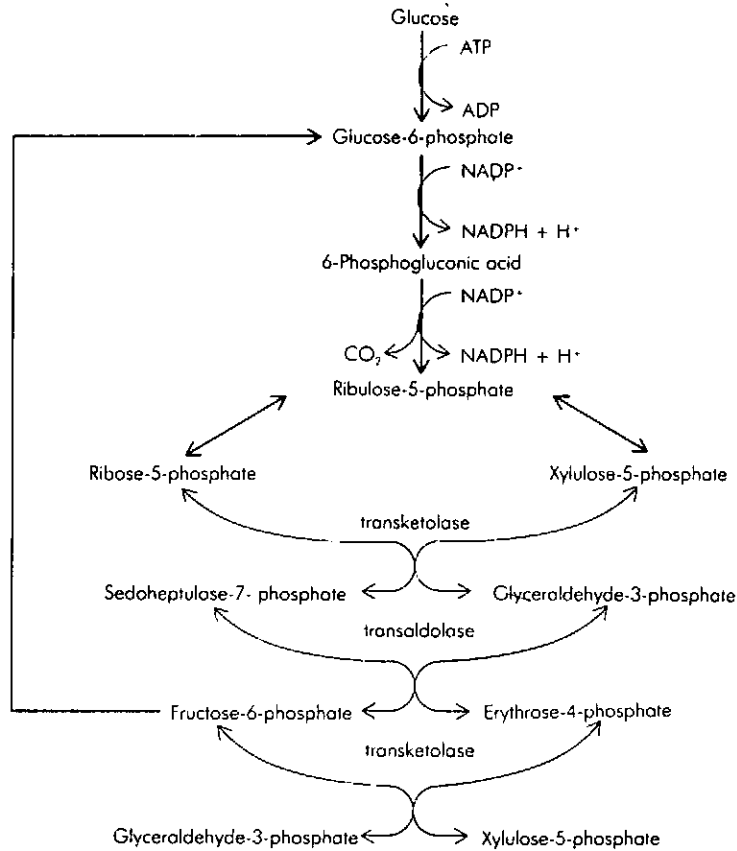 Glucose
ATP
ADP
Glucose-6-phosphate
NADP+
NADPH + H+
6-Phosphogluconic acid
NADP+
CO2
NADPH + H+
Ribulose-5-phosphate
Ribose-5-phosphate
Xylulose-5-phosphate
transketolase
Sedoheptulose-7- phosphate
Glyceraldehyde-3-phosphate
transaldolase
Fructose-6-phosphate
Erythrose-4-phosphate
transketolase
Glyceraldehyde-3-phosphate
Xylulose-5-phosphate